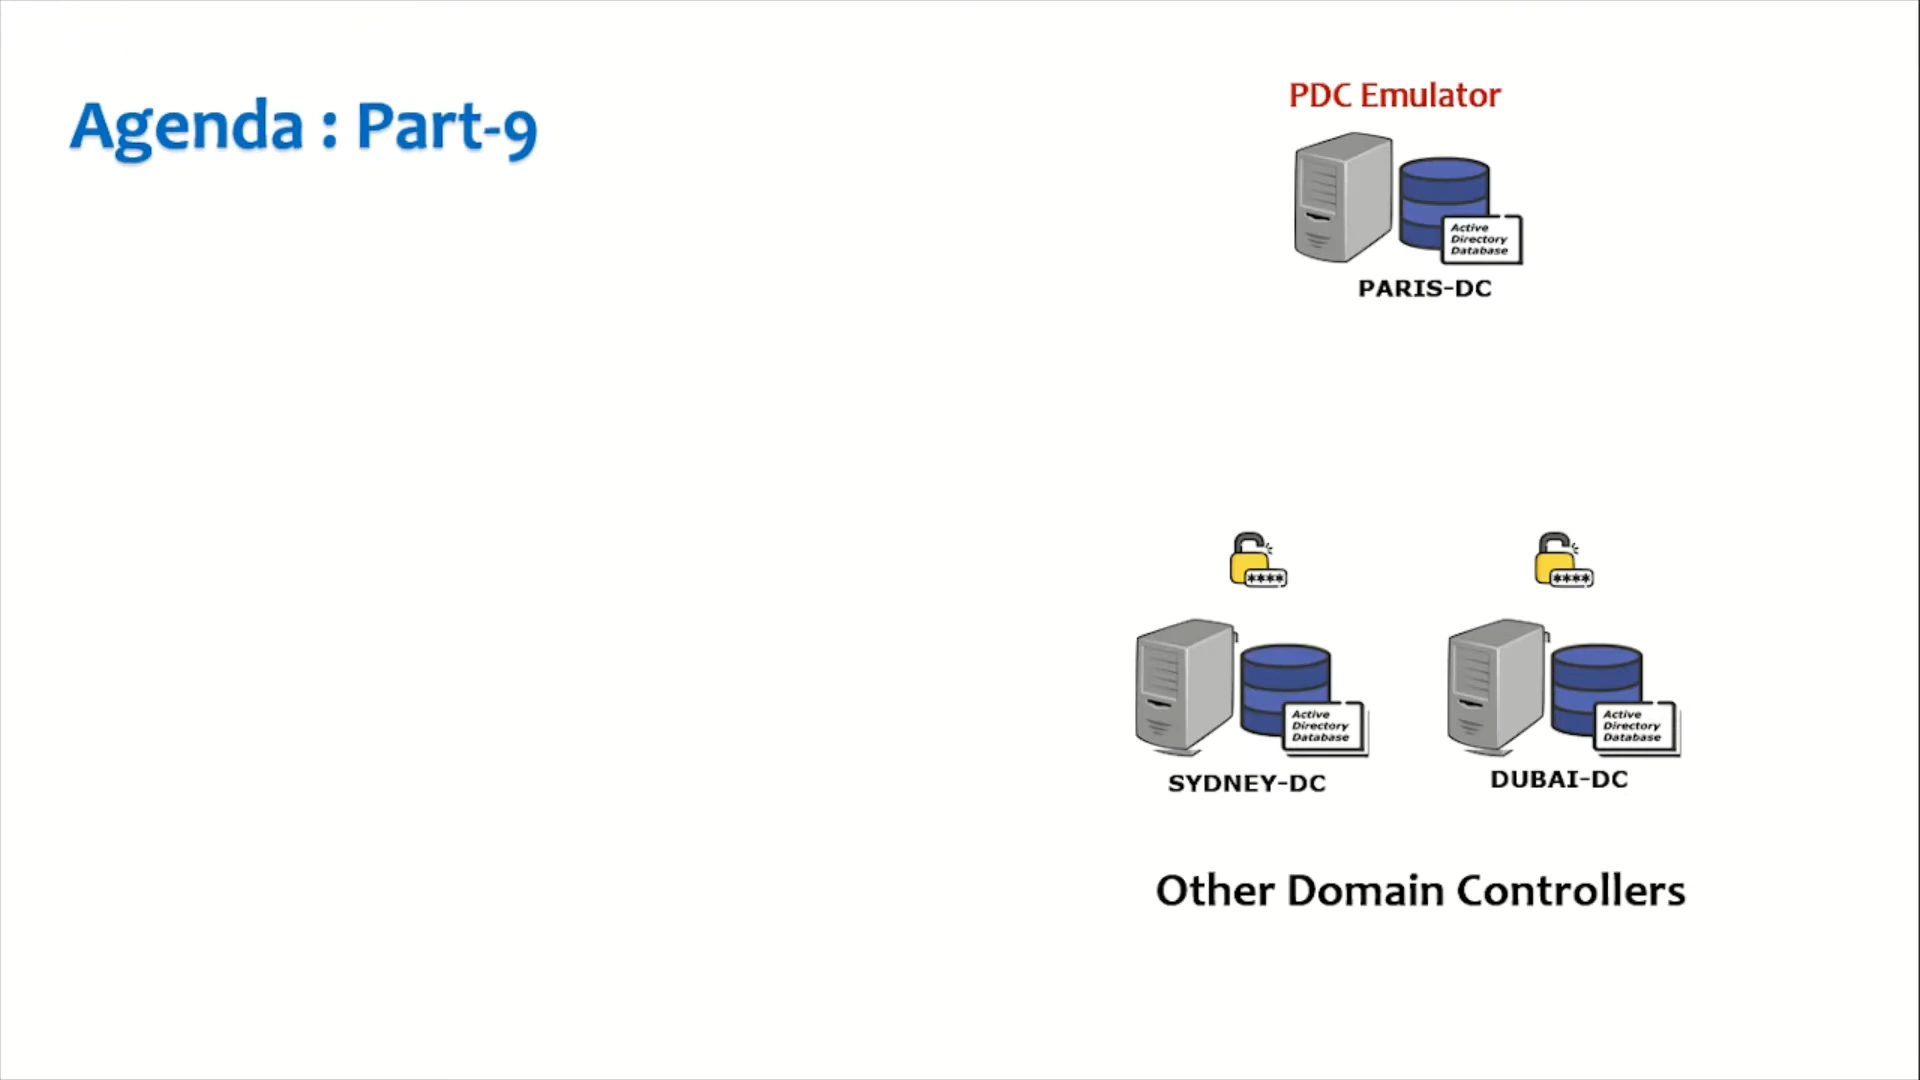 Agenda : Part-9
PDC Emulator
Active
Directory
Database
PARIS-DC
****
****
Active
Directory
Database
SYDNEY-DC
Active
Directory
Database
DUBAI-DC
Other Domain Controllers